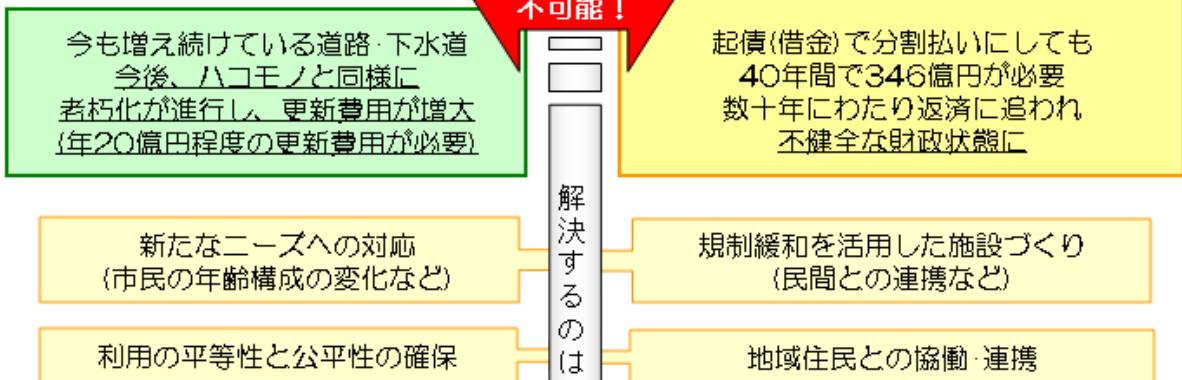 不可能！
今も増え続けている道路･下水道
今後、ハコモノと同様に
老朽化が進行し、更新費用が増大
(年20億円程度の更新費用が必要)
起債(借金)で分割払いにしても
40年間で346億円が必要
数十年にわたり返済に追われ
不健全な財政状態に
解決するのは
新たなニーズへの対応
(市民の年齢構成の変化など)
規制緩和を活用した施設づくり
(民間との連携など)
利用の平等性と公平性の確保
地域住民との協働･連携